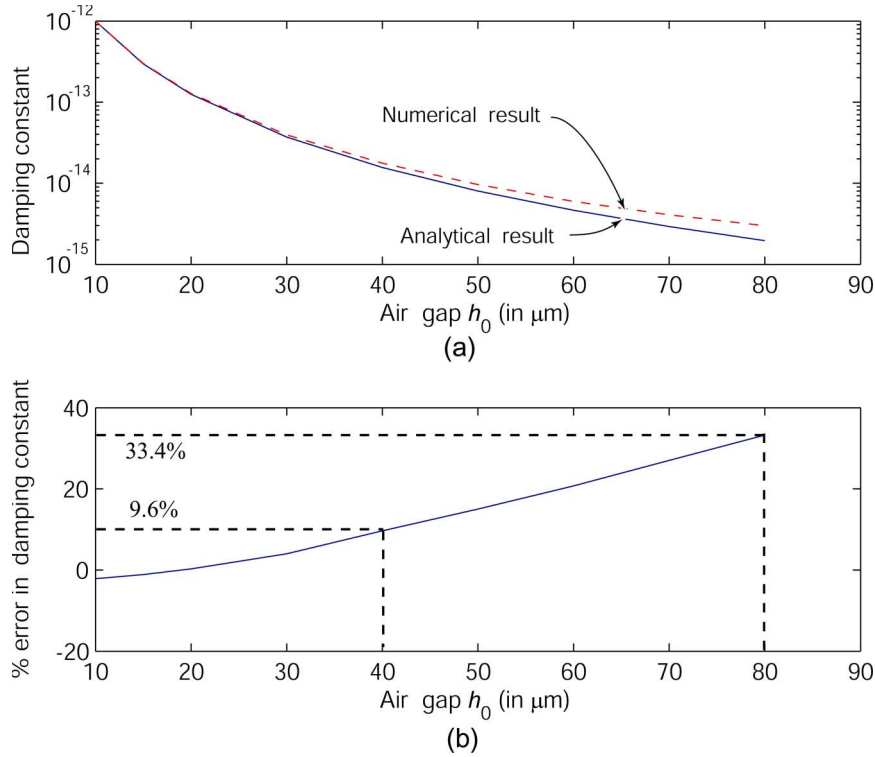 10^-12
10^-13
10^-14
10^-15
Damping constant
Numerical result
Analytical result
10 20 30 40 50 60 70 80 90
Air gap h_0 (in μm)
(a)
40
20
0
-20
% error in damping constant
33.4%
9.6%
10 20 30 40 50 60 70 80 90
Air gap h_0 (in μm)
(b)